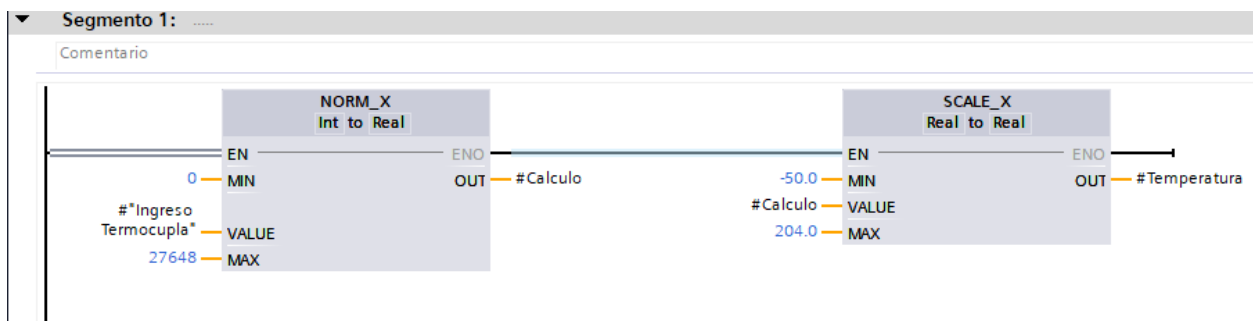 Segmento 1: .....
Comentario
NORM_X
Int to Real
EN
ENO
0
MIN
OUT
#Calculo
#"Ingreso
Termocupla"
VALUE
27648
MAX
SCALE_X
Real to Real
EN
ENO
-50.0
MIN
OUT
#Temperatura
#Calculo
VALUE
204.0
MAX